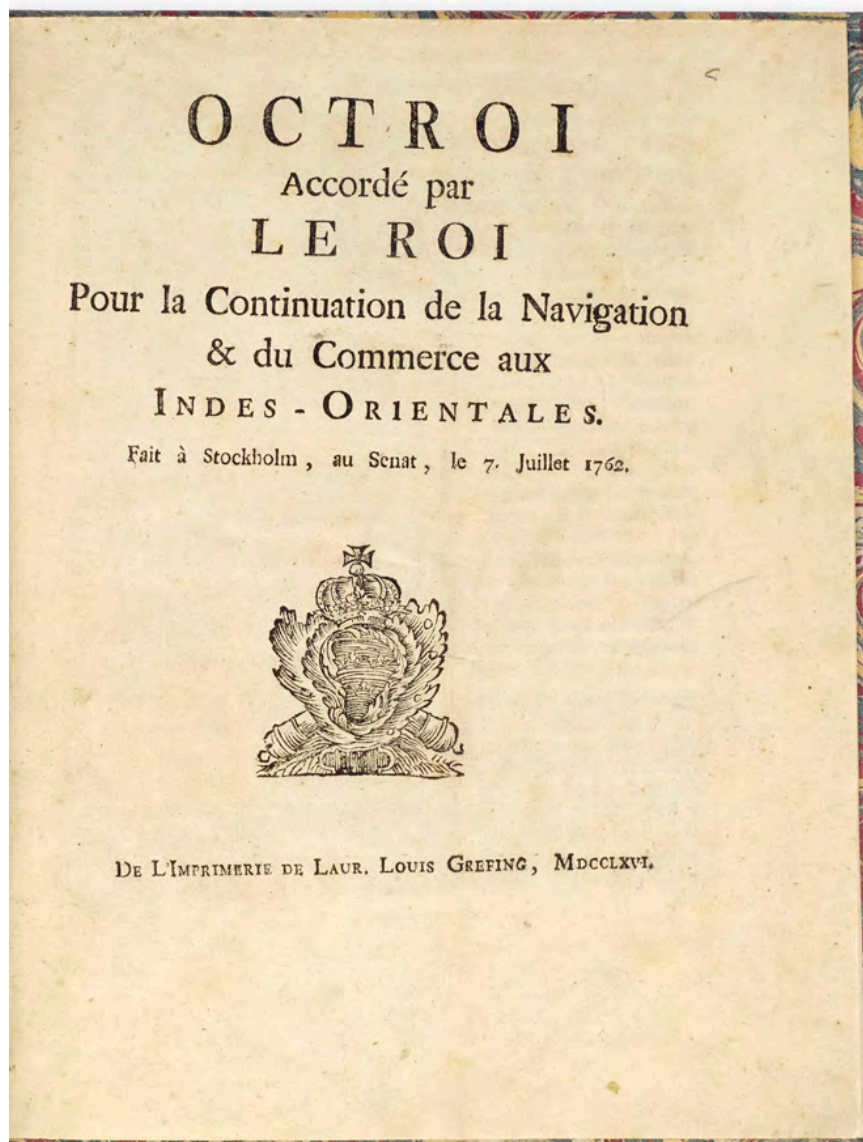 OCTROI
Accordé par
LE ROI
Pour la Continuation de la Navigation
& du Commerce aux
INDES - ORIENTALES.
Fait à Stockholm, au Senat, le 7. Juillet 1762.
DE L'IMPRIMERIE DE LAUR. LOUIS GREFING, MDCCLXVI.